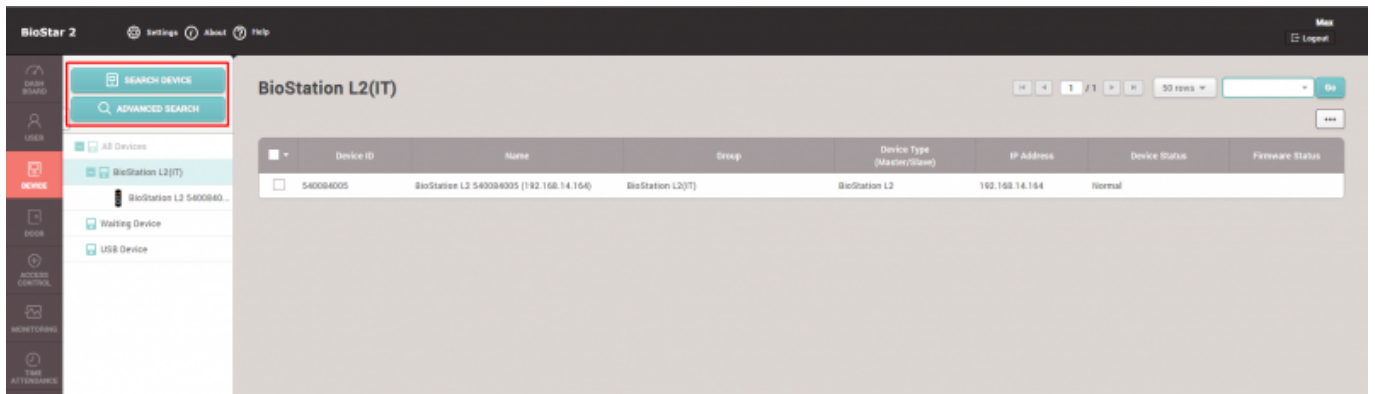 BioStar 2
Settings About Help
Max
Logout
DASH
BOARD
USER
DEVICE
DOOR
ACCESS
CONTROL
MONITORING
TIME
ATTENDANCE
SEARCH DEVICE
ADVANCED SEARCH
All Devices
BioStation L2(IT)
BioStation L2 5400840...
Waiting Device
USB Device
BioStation L2(IT)
1 / 1 50 rows Go
...
Device ID Name Group Device Type
(Master/Slave) IP Address Device Status Firmware Status
540084005 BioStation L2 540084005 (192.168.14.164) BioStation L2(IT) BioStation L2 192.168.14.164 Normal